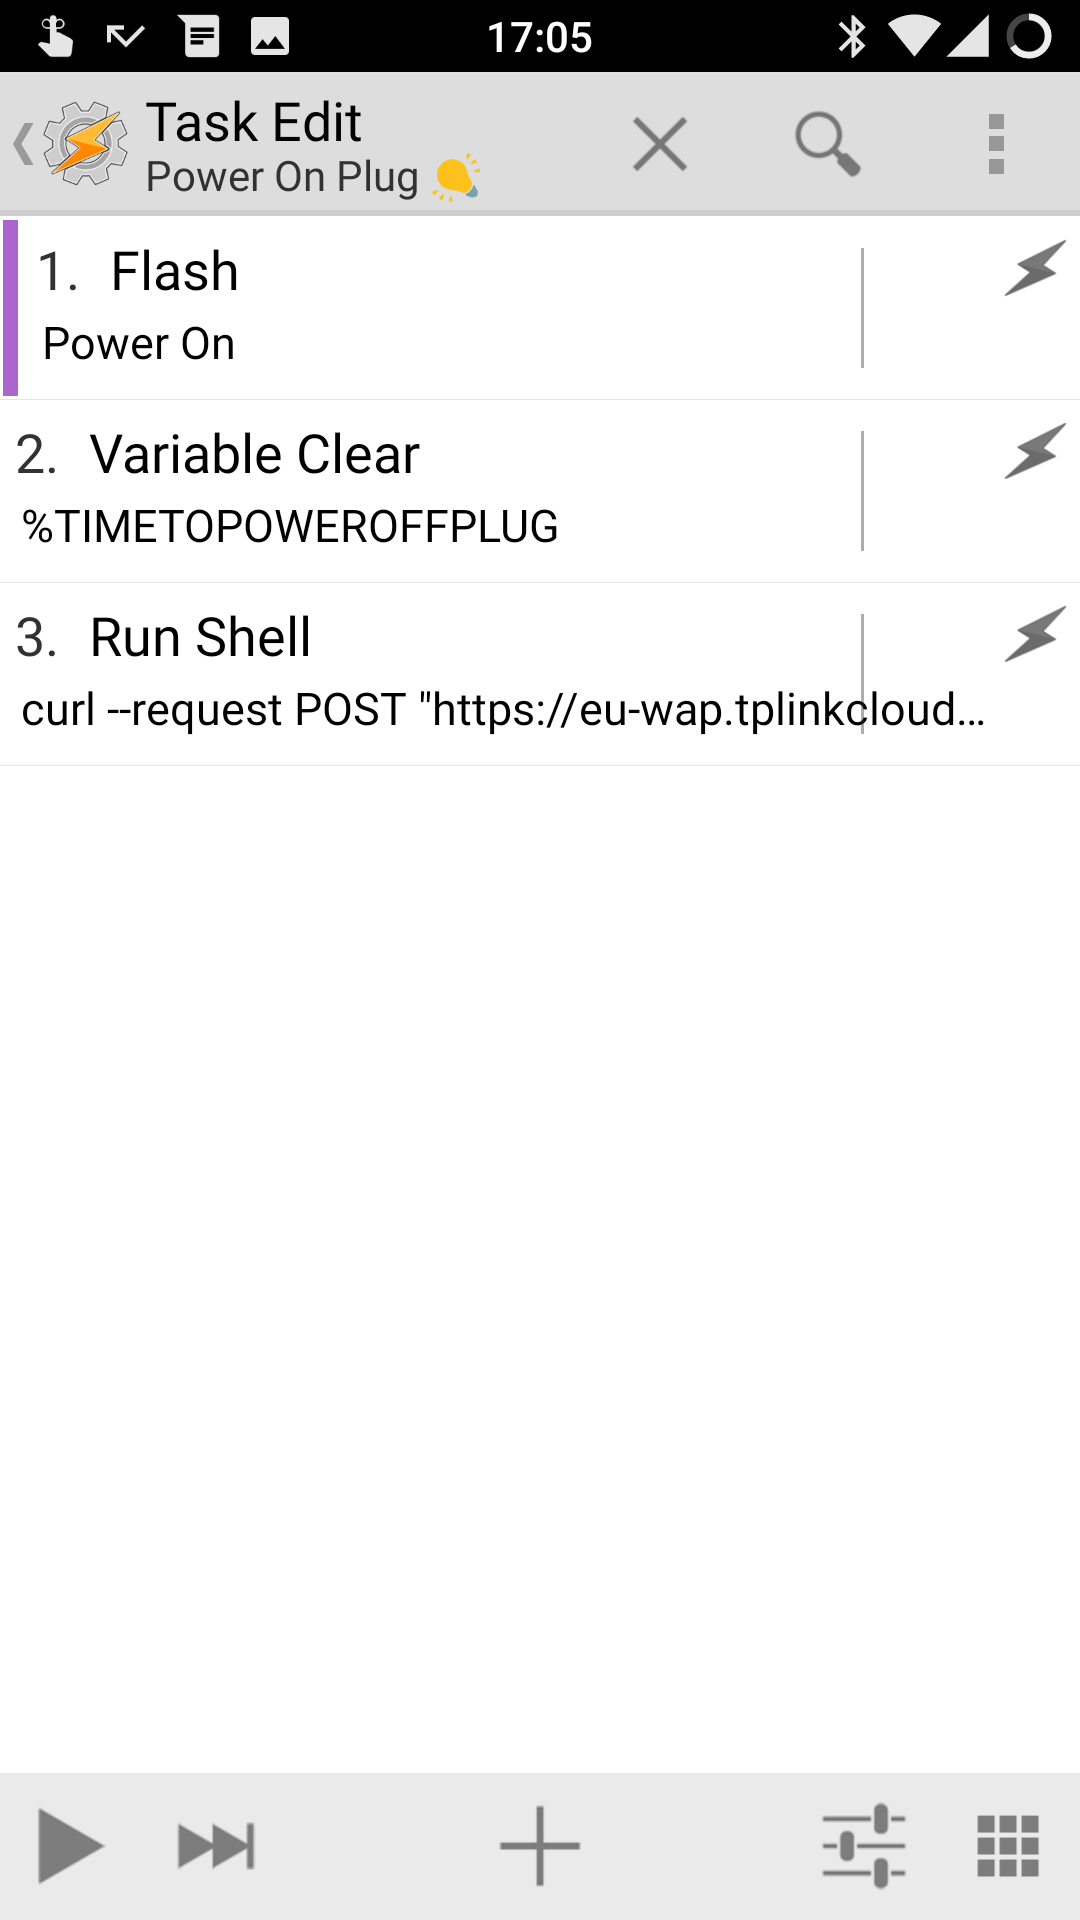 17:05
Task Edit
Power On Plug 💡
1. Flash
Power On
2. Variable Clear
%TIMETOPOWEROFFPLUG
3. Run Shell
curl --request POST "https://eu-wap.tplinkcloud…